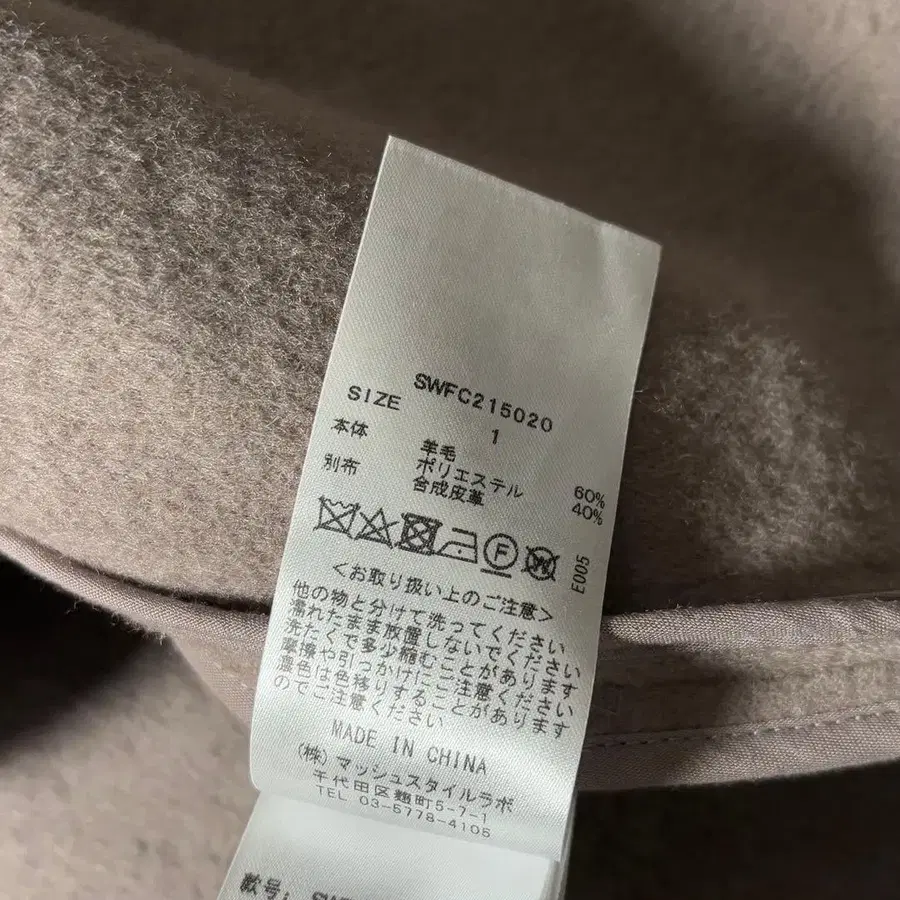 SWFC215020
SIZE 1
本体 羊毛 60%
ポリエステル 40%
別布 合成皮革
E005
<お取り扱い上のご注意>
他の物と分けて洗ってください
濡れたまま放置しないでください
洗たくで多少縮むことがあります
摩擦や引っかけにご注意ください
濃色は色移りすることがあります
のでご注意ください
MADE IN CHINA
(株)マッシュスタイルラボ
千代田区麹町5-7-1
TEL 03-5778-4105
款号: SW